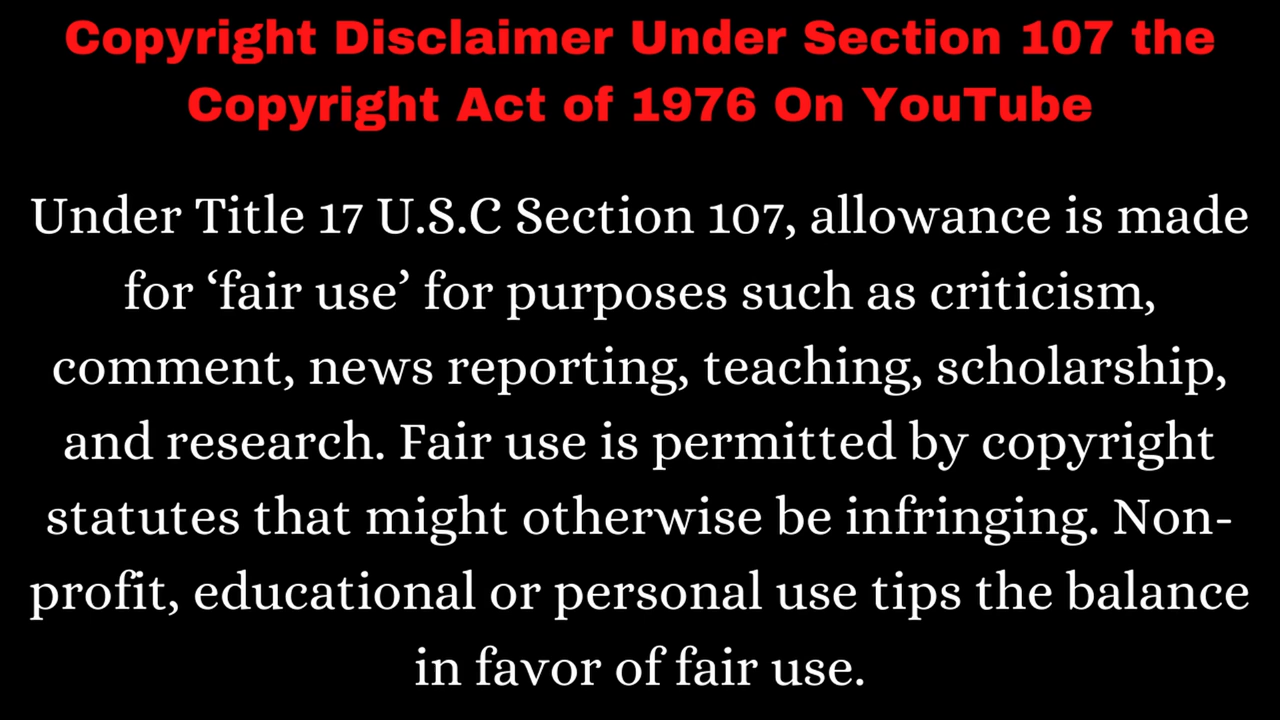 Copyright Disclaimer Under Section 107 the
Copyright Act of 1976 On YouTube
Under Title 17 U.S.C Section 107, allowance is made
for ‘fair use’ for purposes such as criticism,
comment, news reporting, teaching, scholarship,
and research. Fair use is permitted by copyright
statutes that might otherwise be infringing. Non-
profit, educational or personal use tips the balance
in favor of fair use.